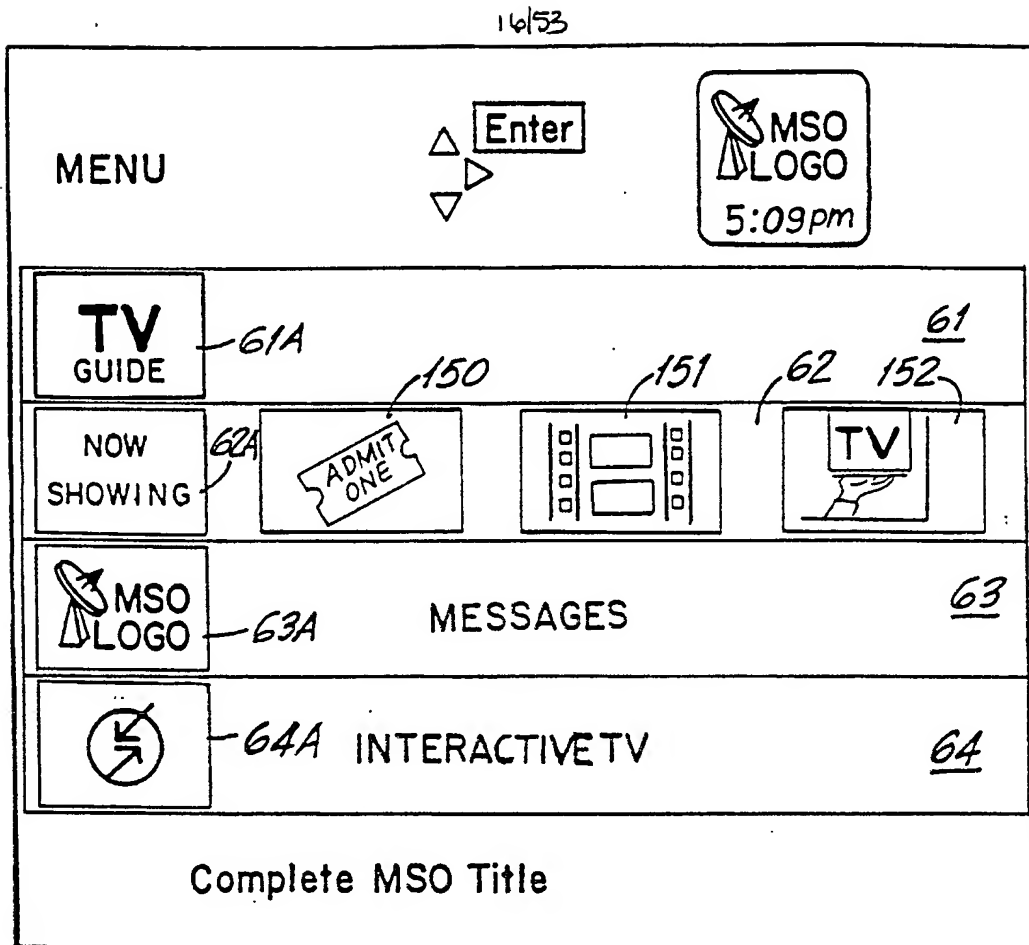 16/53
MENU
Enter
MSO
LOGO
5:09pm
TV
GUIDE
61A
61
150
151
62
152
NOW
SHOWING
62A
ADMIT
ONE
TV
MSO
LOGO
63A
MESSAGES
63
64A
INTERACTIVE TV
64
Complete MSO Title